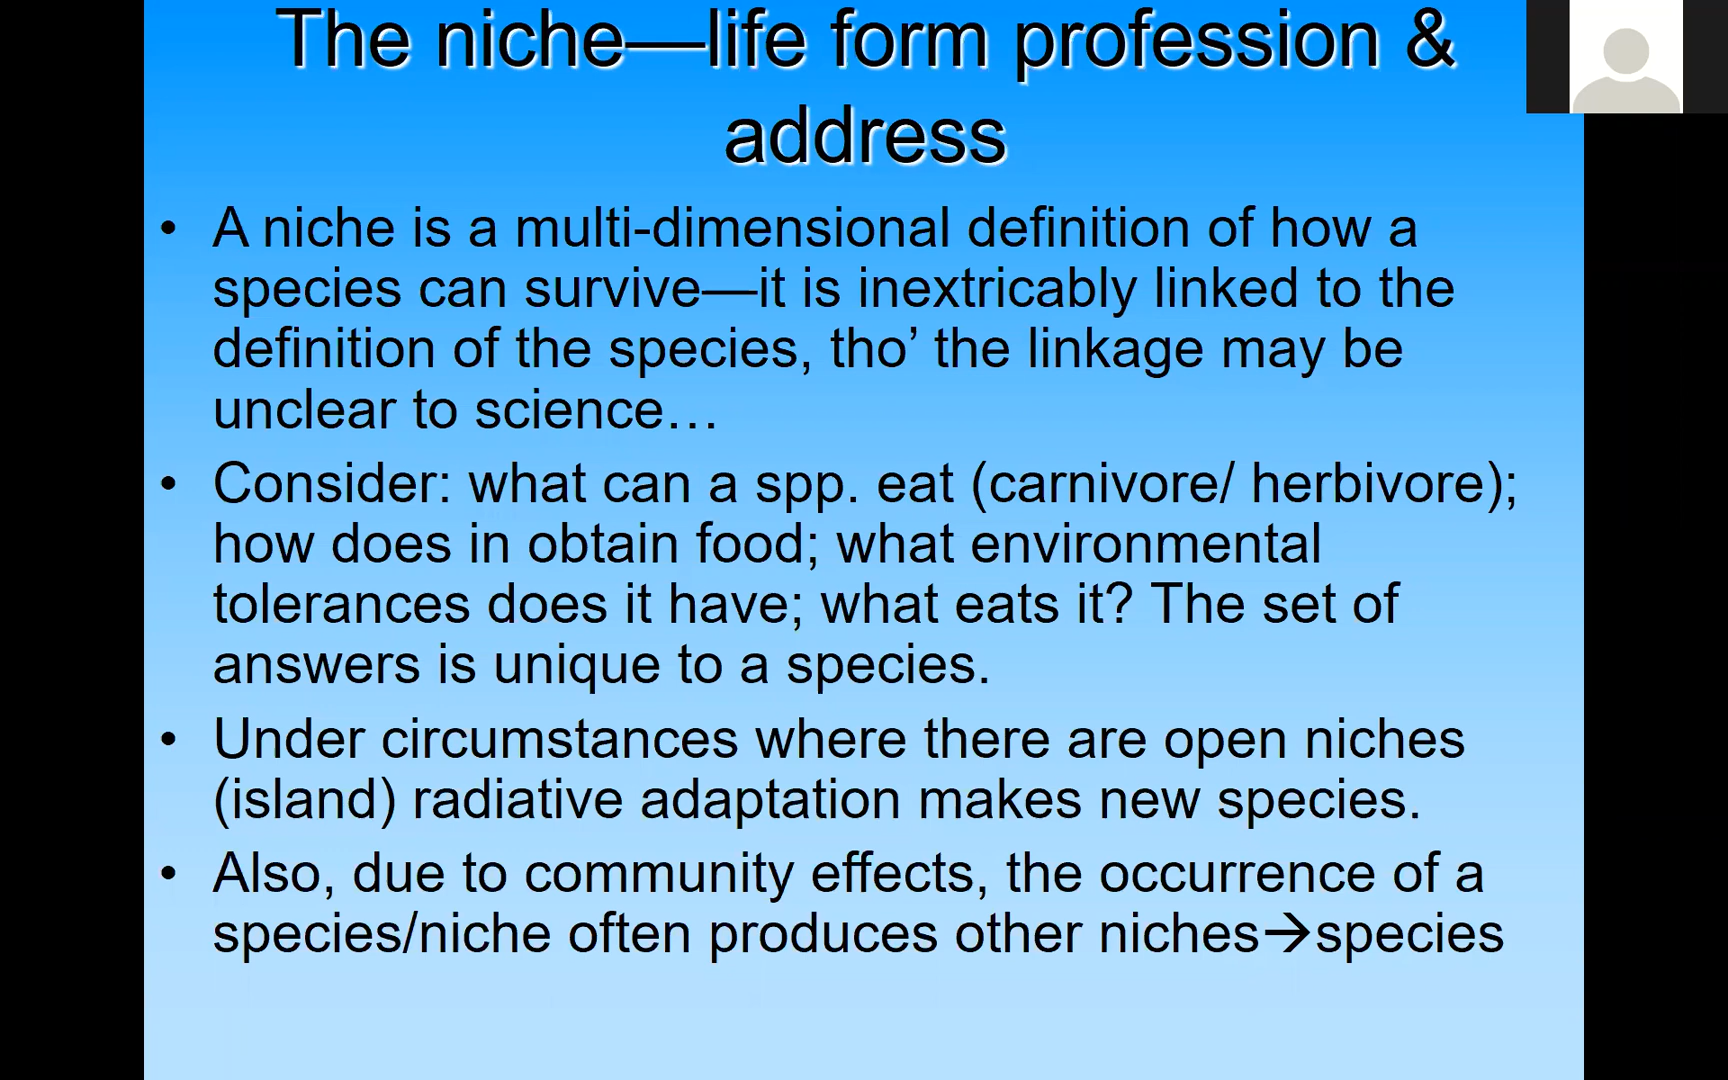 The niche—life form profession &
address
• A niche is a multi-dimensional definition of how a
species can survive—it is inextricably linked to the
definition of the species, tho’ the linkage may be
unclear to science…
• Consider: what can a spp. eat (carnivore/ herbivore);
how does in obtain food; what environmental
tolerances does it have; what eats it? The set of
answers is unique to a species.
• Under circumstances where there are open niches
(island) radiative adaptation makes new species.
• Also, due to community effects, the occurrence of a
species/niche often produces other niches→species